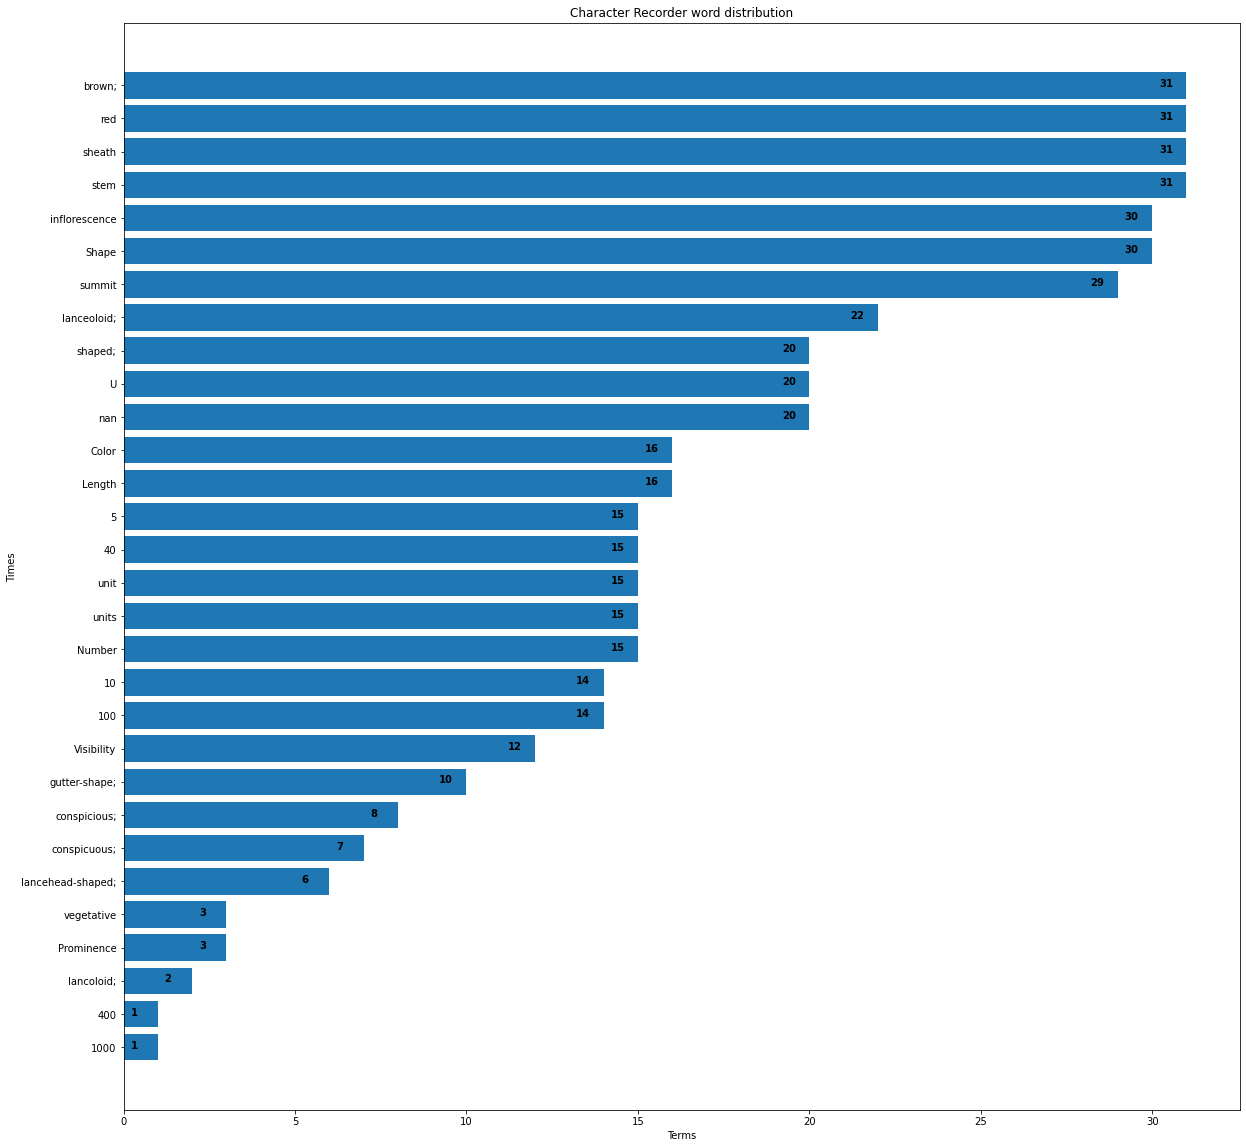 Character Recorder word distribution
brown; 31
red 31
sheath 31
stem 31
inflorescence 30
Shape 30
summit 29
lanceoloid; 22
shaped; 20
U 20
nan 20
Color 16
Length 16
5 15
40 15
unit 15
units 15
Number 15
10 14
100 14
Visibility 12
gutter-shape; 10
conspicious; 8
conspicuous; 7
lancehead-shaped; 6
vegetative 3
Prominence 3
lancoloid; 2
400 1
1000 1
0 5 10 15 20 25 30
Terms
Times